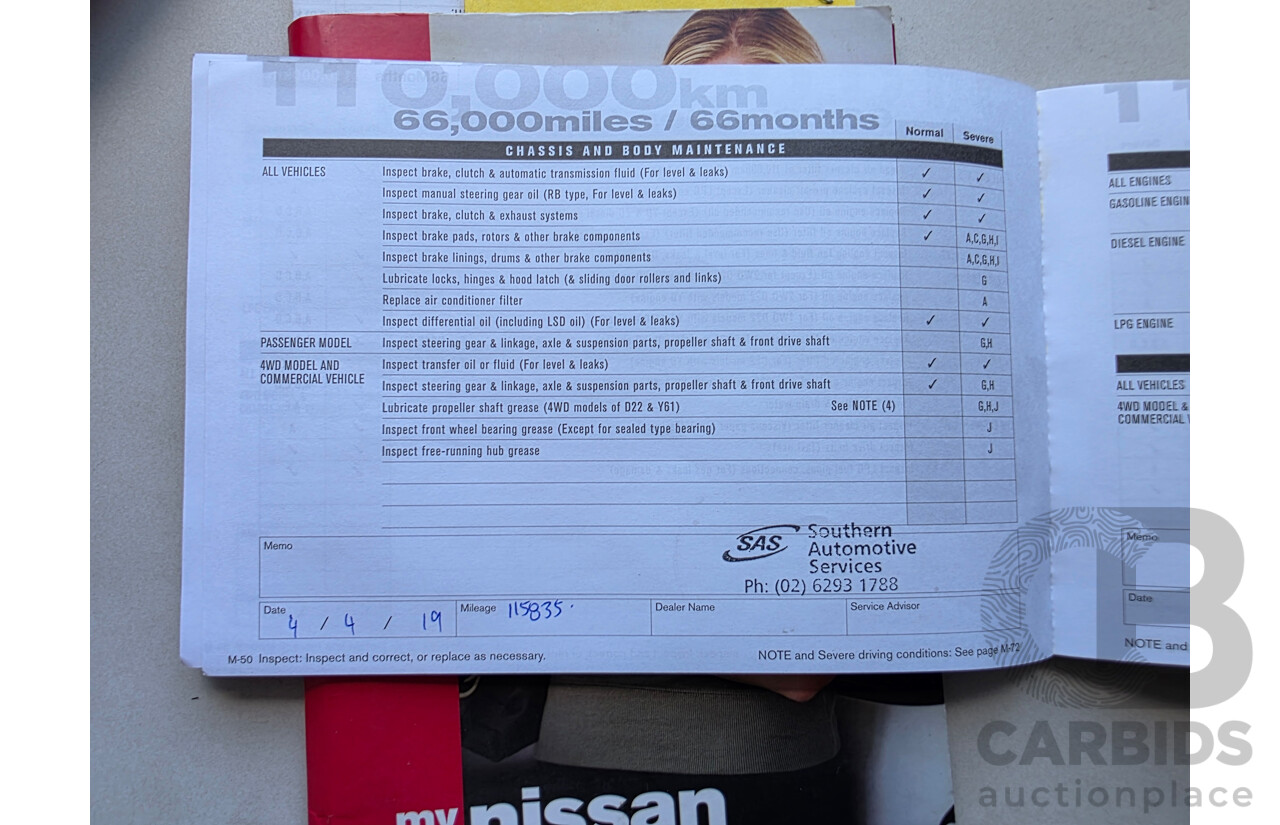 110,000km
66,000miles / 66months
Normal Severe
CHASSIS AND BODY MAINTENANCE
ALL VEHICLES Inspect brake, clutch & automatic transmission fluid (For level & leaks) ✓ ✓
Inspect manual steering gear oil (RB type, For level & leaks) ✓ ✓
Inspect brake, clutch & exhaust systems ✓ ✓
Inspect brake pads, rotors & other brake components ✓ A,C,G,H,I
Inspect brake linings, drums & other brake components A,C,G,H,I
Lubricate locks, hinges & hood latch (& sliding door rollers and links) G
Replace air conditioner filter A
Inspect differential oil (including LSD oil) (For level & leaks) ✓ ✓
PASSENGER MODEL Inspect steering gear & linkage, axle & suspension parts, propeller shaft & front drive shaft G,H
4WD MODEL AND Inspect transfer oil or fluid (For level & leaks) ✓ ✓
COMMERCIAL VEHICLE Inspect steering gear & linkage, axle & suspension parts, propeller shaft & front drive shaft ✓ G,H
Lubricate propeller shaft grease (4WD models of D22 & Y61) See NOTE (4) G,H,J
Inspect front wheel bearing grease (Except for sealed type bearing) J
Inspect free-running hub grease J
Memo
SAS Southern
Automotive
Services
Ph: (02) 6293 1788
Date 4 / 4 / 19 Mileage 115835. Dealer Name Service Advisor
M-50 Inspect: Inspect and correct, or replace as necessary. NOTE and Severe driving conditions: See page M-72
11
ALL ENGINES
GASOLINE ENGIN
DIESEL ENGINE
LPG ENGINE
ALL VEHICLES
4WD MODEL &
COMMERCIAL
Memo
Date
NOTE and
my nissan
CB
CARBIDS
auctionplace